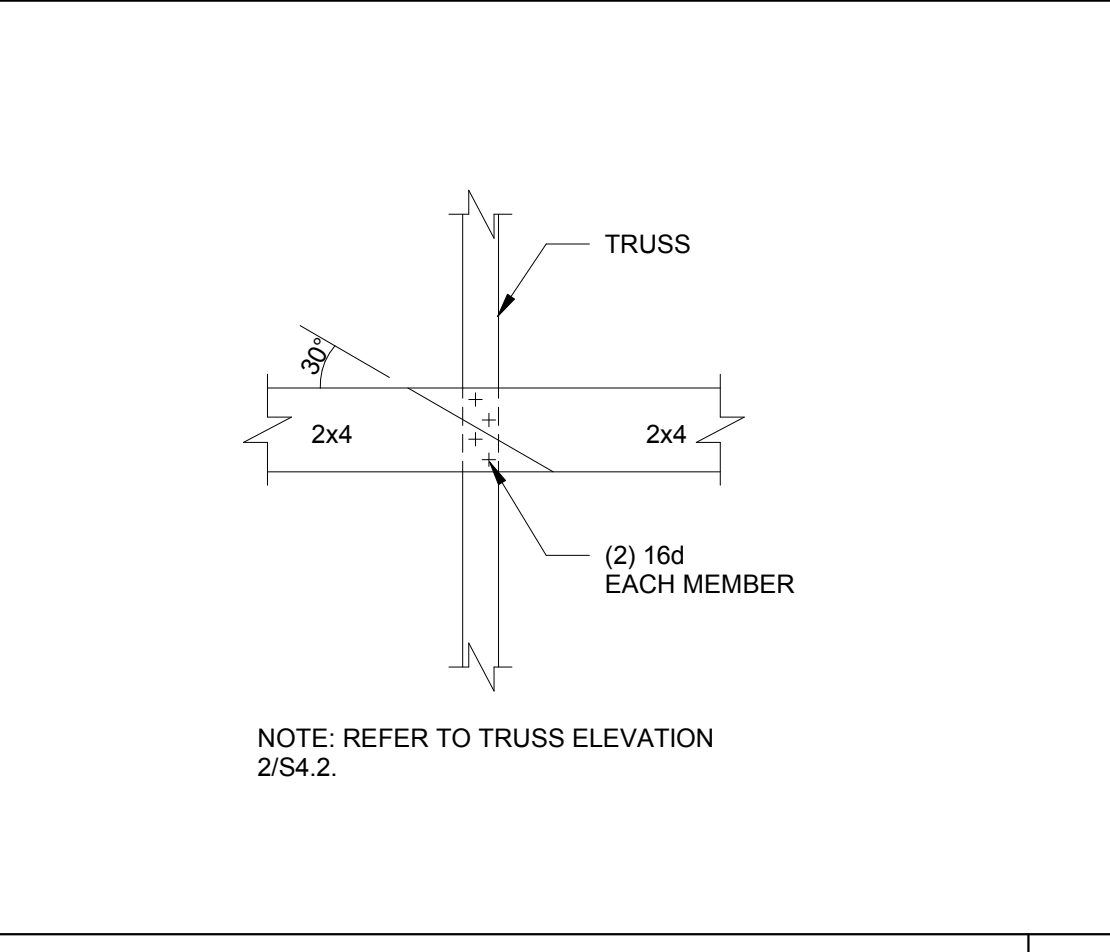 TRUSS
30°
2x4
2x4
(2) 16d
EACH MEMBER
NOTE: REFER TO TRUSS ELEVATION
2/S4.2.